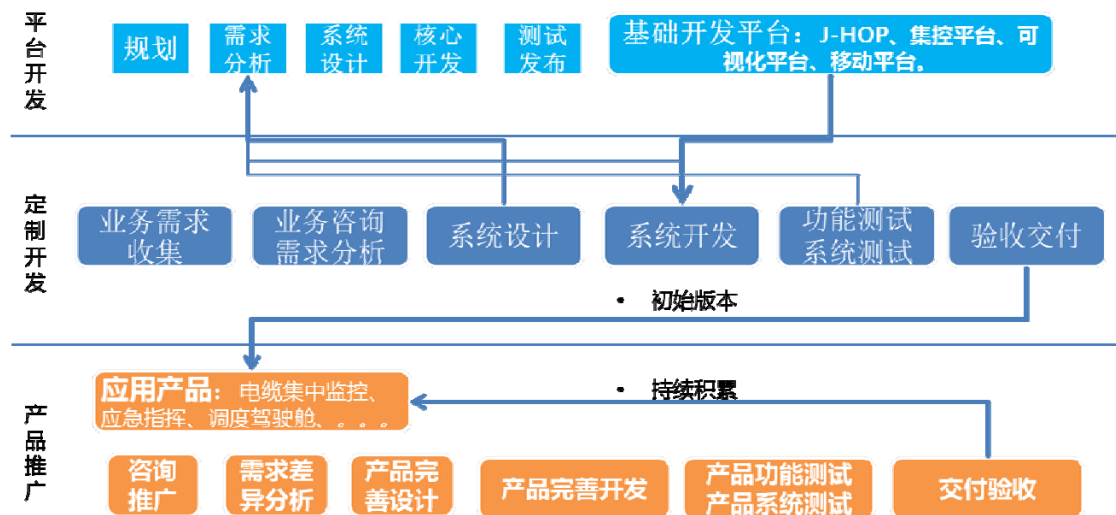 平台开发
规划
需求
分析
系统
设计
核心
开发
测试
发布
基础开发平台：J-HOP、集控平台、可
视化平台、移动平台。
定制开发
业务需求
收集
业务咨询
需求分析
系统设计
系统开发
功能测试
系统测试
验收交付
• 初始版本
产品推广
应用产品：电缆集中监控、
应急指挥、调度驾驶舱、。。。
• 持续积累
咨询
推广
需求差
异分析
产品完
善设计
产品完善开发
产品功能测试
产品系统测试
交付验收